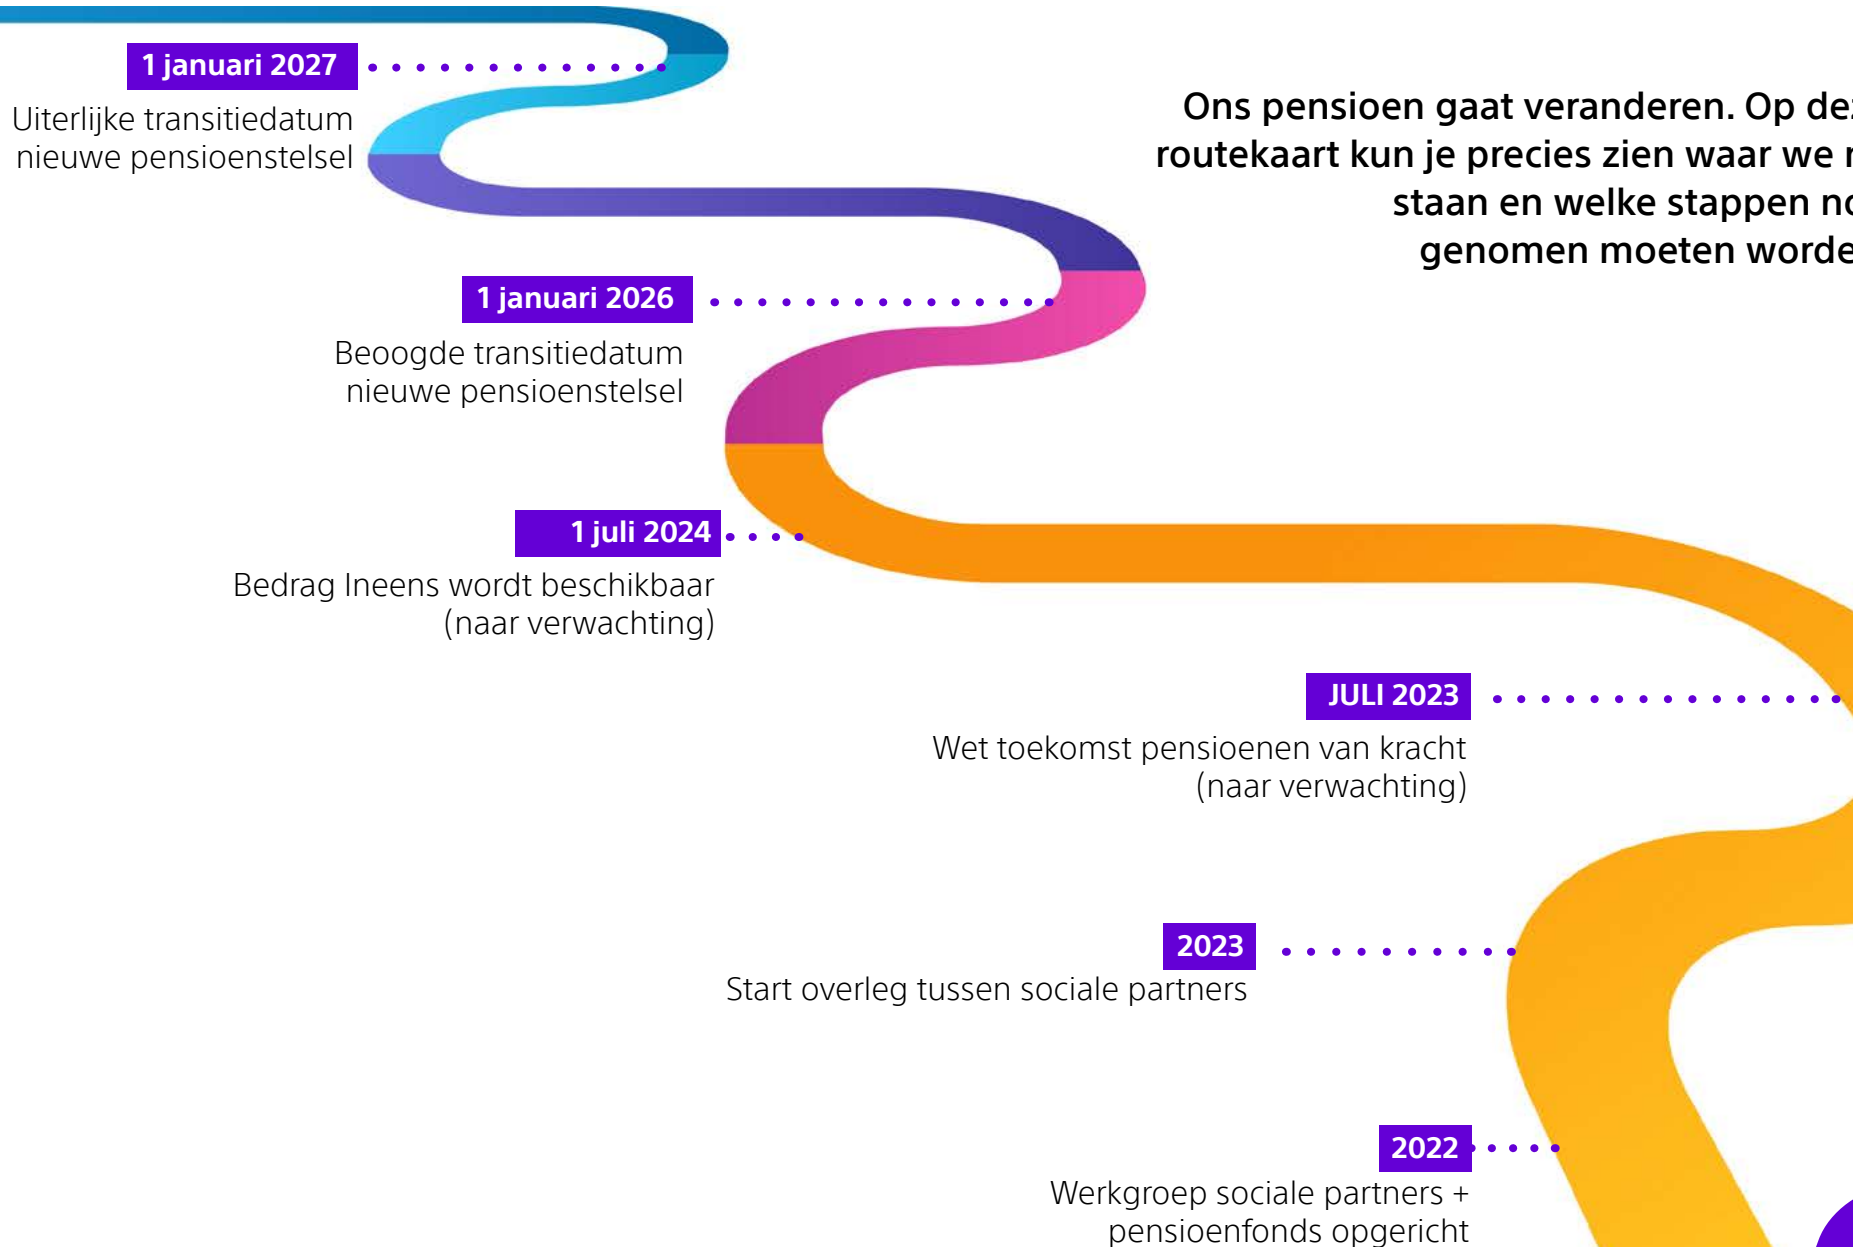 1 januari 2027
Uiterlijke transitiedatum
nieuwe pensioenstelsel
Ons pensioen gaat veranderen. Op
routekaart kun je precies zien waar we
staan en welke stappen
genomen moeten
1 januari 2026
Beoogde transitiedatum
nieuwe pensioenstelsel
1 juli 2024
Bedrag Ineens wordt beschikbaar
(naar verwachting)
JULI 2023
Wet toekomst pensioenen van kracht
(naar verwachting)
2023
Start overleg tussen sociale partners
2022
Werkgroep sociale partners +
pensioenfonds opgericht